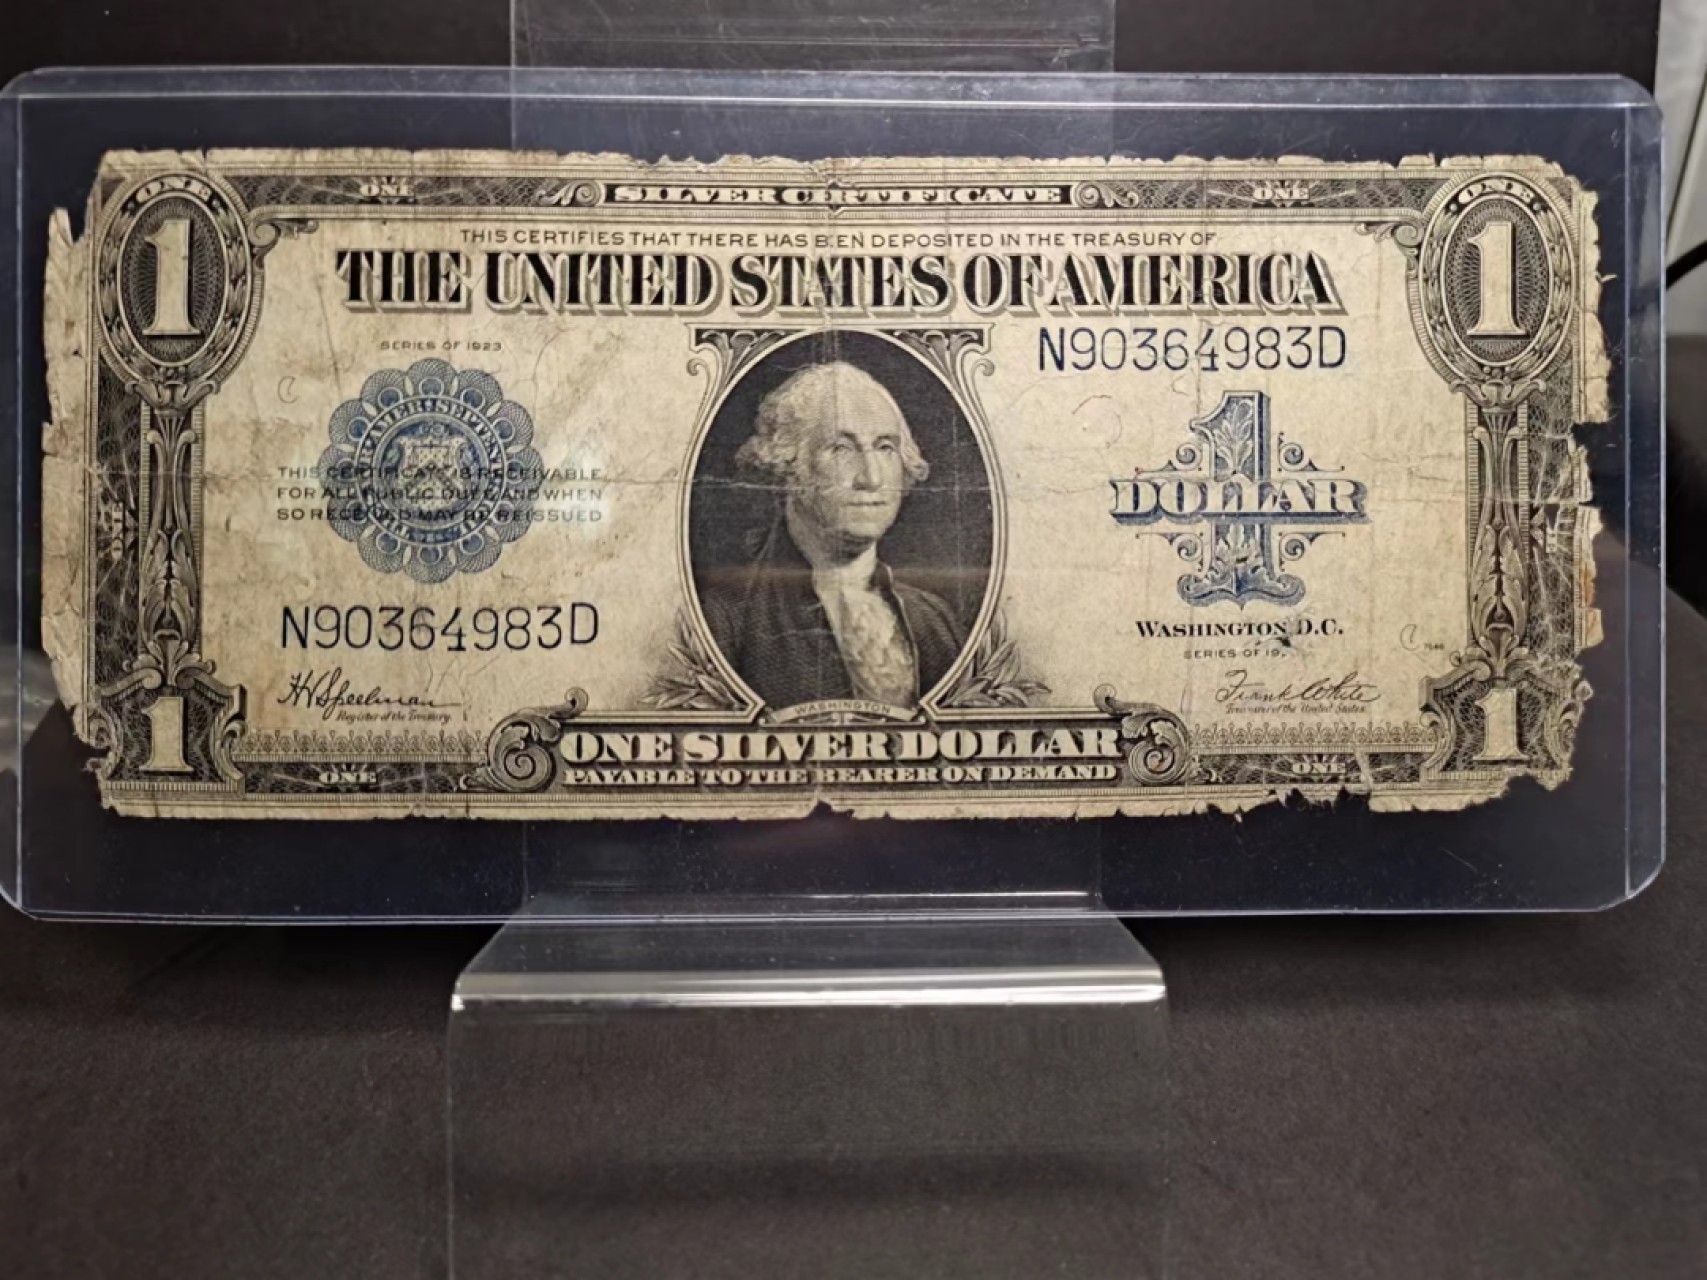 ONE
ONE
SILVER CERTIFICATE
ONE
ONE
1
THIS CERTIFIES THAT THERE HAS BEEN DEPOSITED IN THE TREASURY OF
1
THE UNITED STATES OF AMERICA
SERIES OF 1923
N90364983D
THIS CERTIFICATE IS RECEIVABLE
FOR ALL PUBLIC DUES AND WHEN
SO RECEIVED MAY BE REISSUED
1
DOLLAR
N90364983D
WASHINGTON, D.C.
SERIES OF 19
H V Speelman
Register of the Treasury.
Frank White
Treasurer of the United States.
WASHINGTON
1
ONE SILVER DOLLAR
1
ONE
PAYABLE TO THE BEARER ON DEMAND
ONE